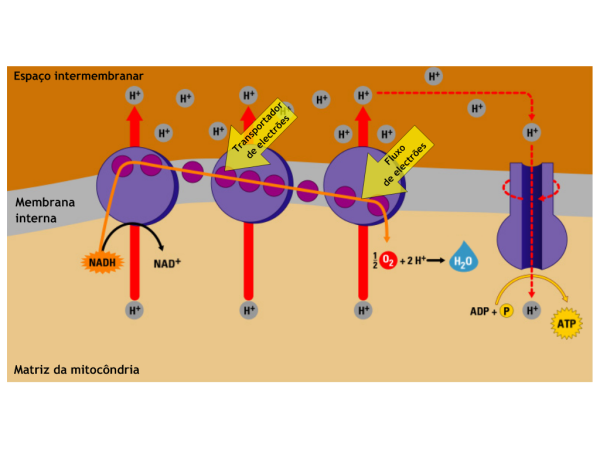 Espaço intermembranar
H⁺
H⁺
H⁺
H⁺
H⁺
H⁺
H⁺
H⁺
H⁺
H⁺
H⁺
H⁺
H⁺
H⁺
Transportador
de electrões
Fluxo
de electrões
Membrana
interna
NADH
NAD⁺
1/2 O₂ + 2 H⁺
H₂O
H⁺
H⁺
H⁺
ADP + P
H⁺
ATP
Matriz da mitocôndria